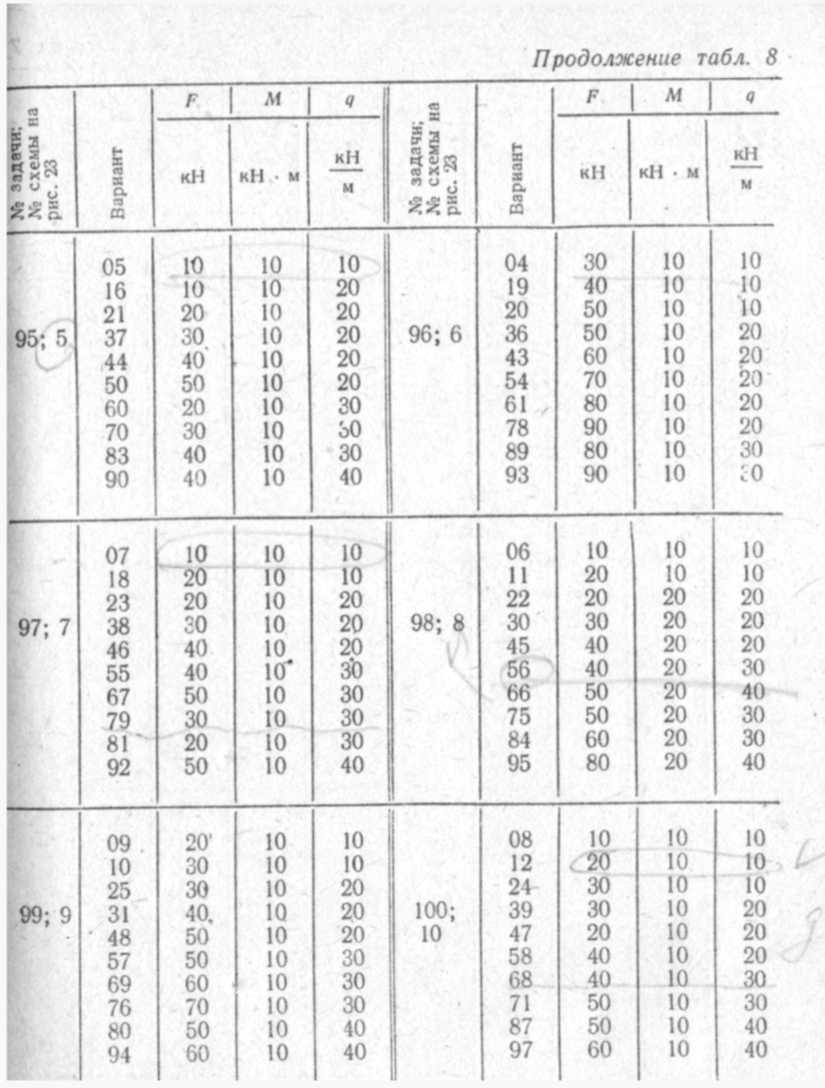 Продолжение табл. 8
№ задачи; № схемы на рис. 23 Вариант F M q № задачи; № схемы на рис. 23 Вариант F M q
кН кН · м кН/м кН кН · м кН/м
05 10 10 10 04 30 10 10
16 10 10 20 19 40 10 10
21 20 10 20 20 50 10 10
95; 5 37 30 10 20 96; 6 36 50 10 20
44 40 10 20 43 60 10 20
50 50 10 20 54 70 10 20
60 20 10 30 61 80 10 20
70 30 10 30 78 90 10 20
83 40 10 30 89 80 10 30
90 40 10 40 93 90 10 30
07 10 10 10 06 10 10 10
18 20 10 10 11 20 10 10
23 20 10 20 22 20 20 20
97; 7 38 30 10 20 98; 8 30 30 20 20
46 40 10 20 45 40 20 20
55 40 10 30 56 40 20 30
67 50 10 30 66 50 20 40
79 30 10 30 75 50 20 30
81 20 10 30 84 60 20 30
92 50 10 40 95 80 20 40
09 20 10 10 08 10 10 10
10 30 10 10 12 20 10 10
25 30 10 20 24 30 10 10
99; 9 31 40 10 20 100; 39 30 10 20
48 50 10 20 10 47 20 10 20
57 50 10 30 58 40 10 20
69 60 10 30 68 40 10 30
76 70 10 30 71 50 10 30
80 50 10 40 87 50 10 40
94 60 10 40 97 60 10 40